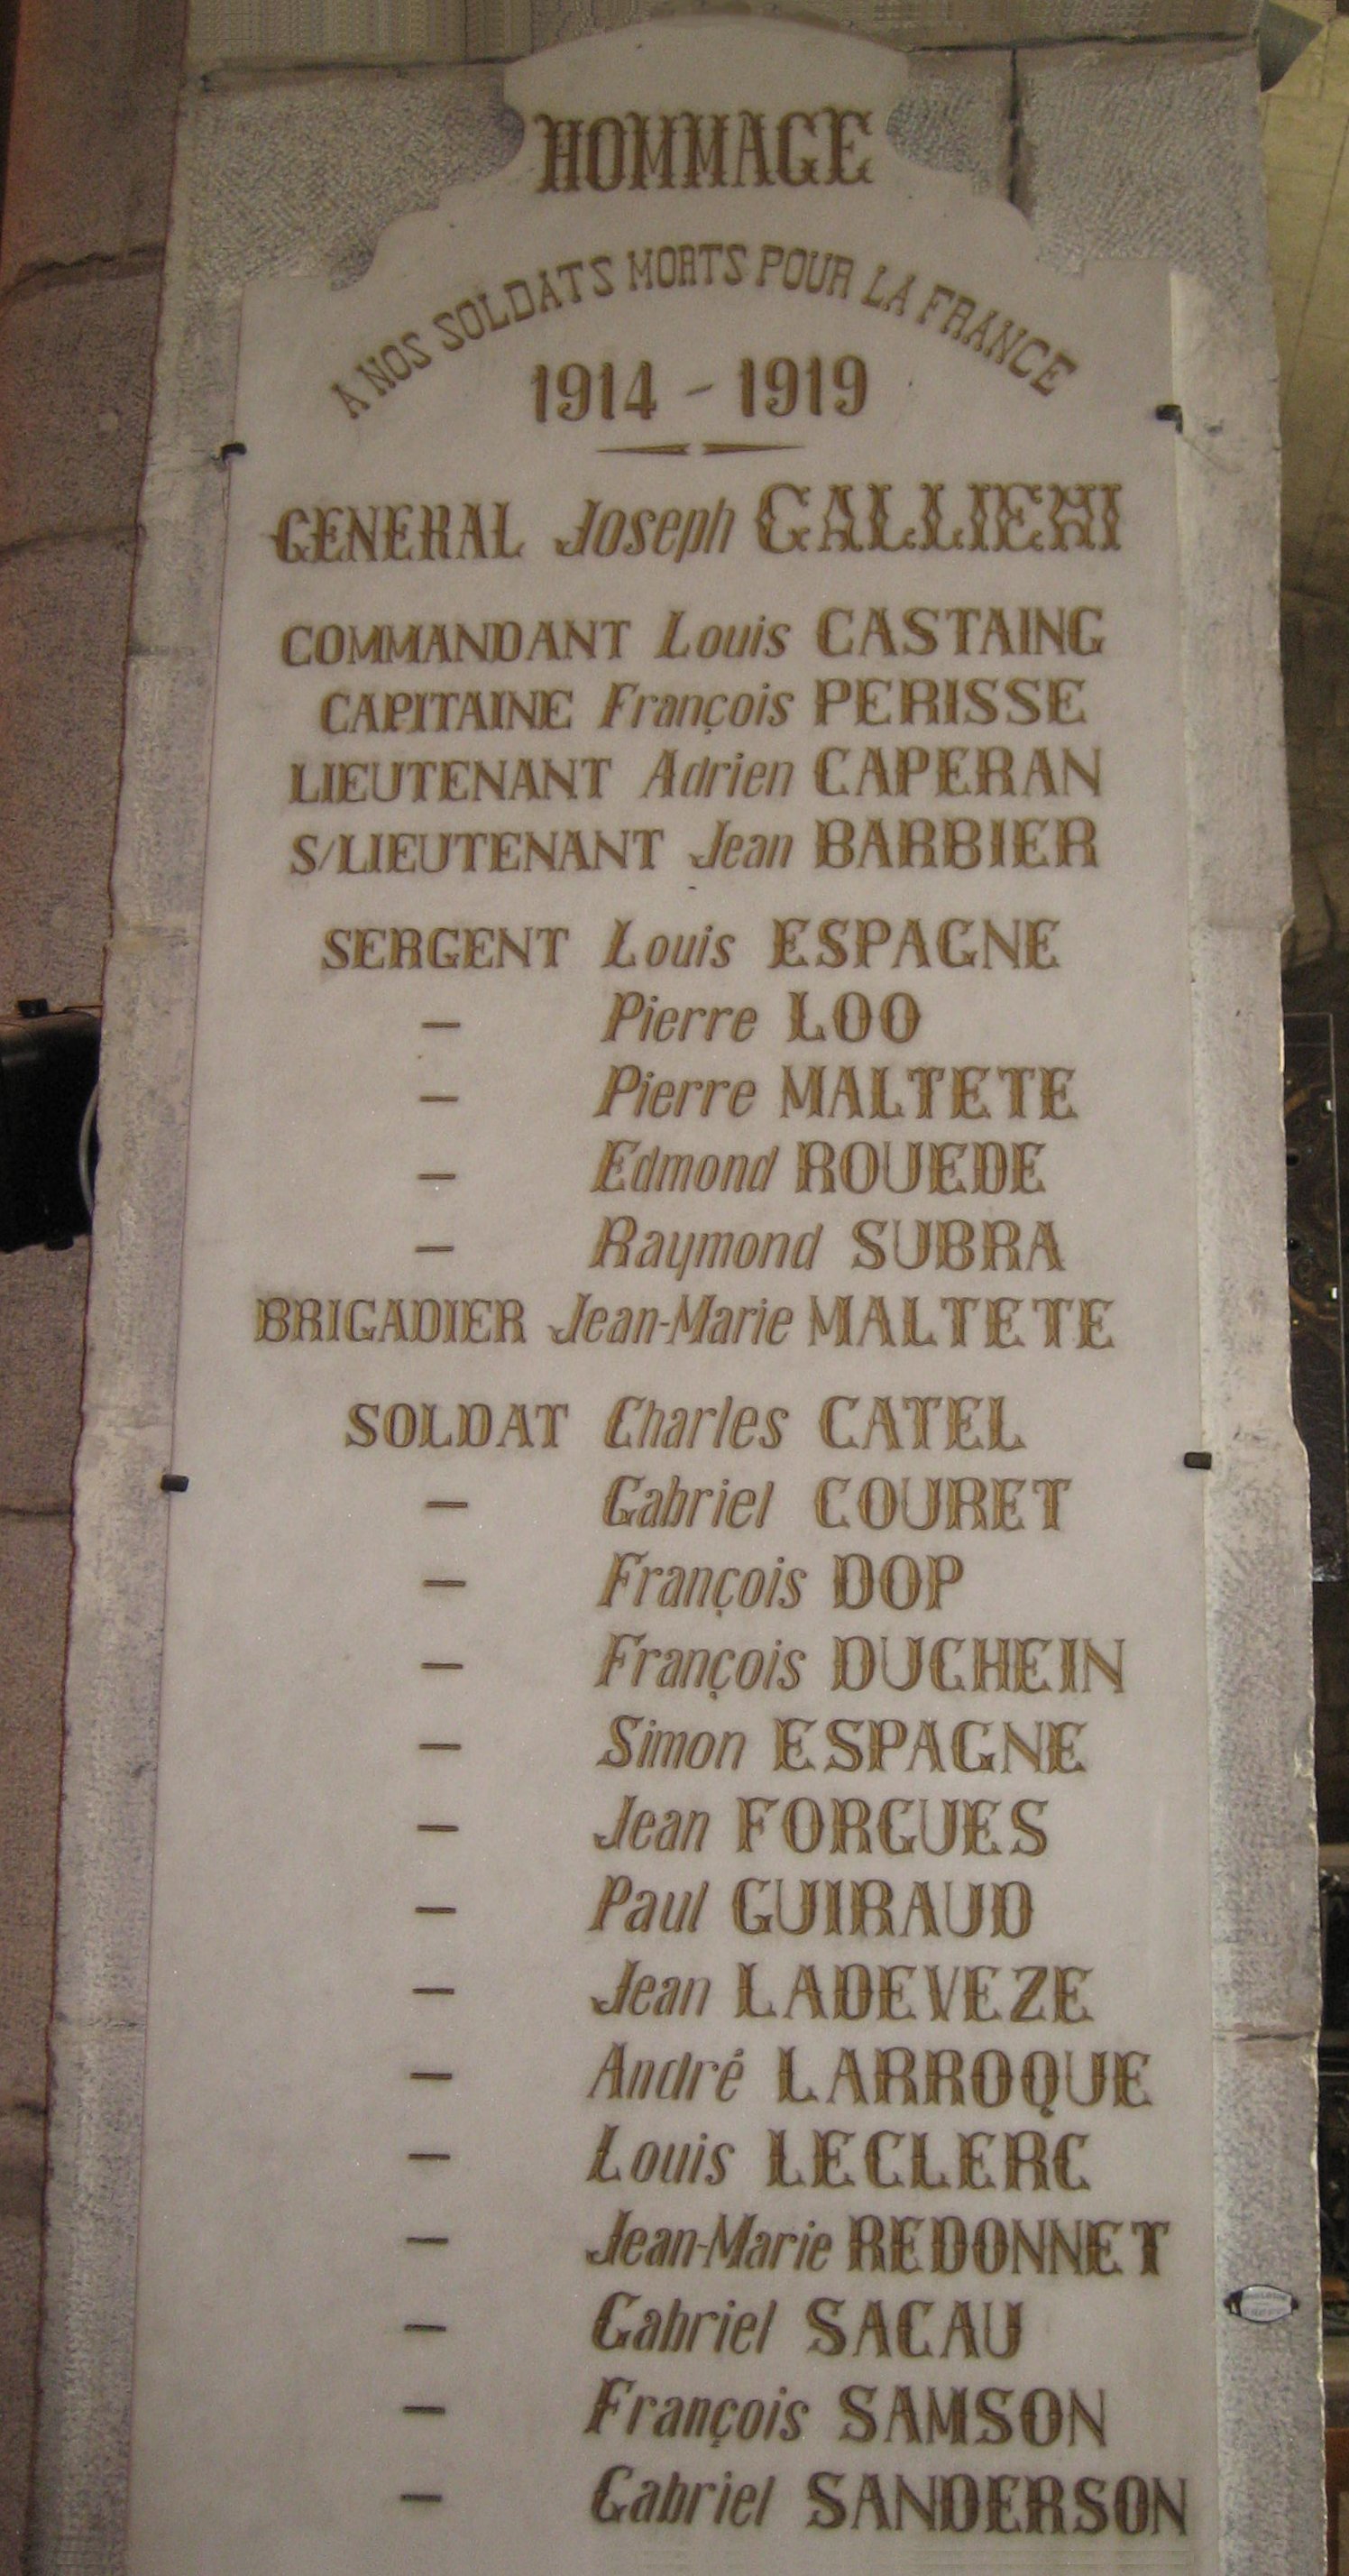 HOMMAGE
A NOS SOLDATS MORTS POUR LA FRANCE
1914 - 1919
GENERAL Joseph GALLIENI
COMMANDANT Louis CASTAING
CAPITAINE François PERISSE
LIEUTENANT Adrien CAPERAN
S/LIEUTENANT Jean BARBIER
SERGENT Louis ESPAGNE
– Pierre LOO
– Pierre MALTETE
– Edmond ROUEDE
– Raymond SUBRA
BRIGADIER Jean-Marie MALTETE
SOLDAT Charles CATEL
– Gabriel COURET
– François DOP
– François DUCHEIN
– Simon ESPAGNE
– Jean FORGUES
– Paul GUIRAUD
– Jean LADEVEZE
– André LARROQUE
– Louis LECLERC
– Jean-Marie REDONNET
– Gabriel SACAU
– François SAMSON
– Gabriel SANDERSON